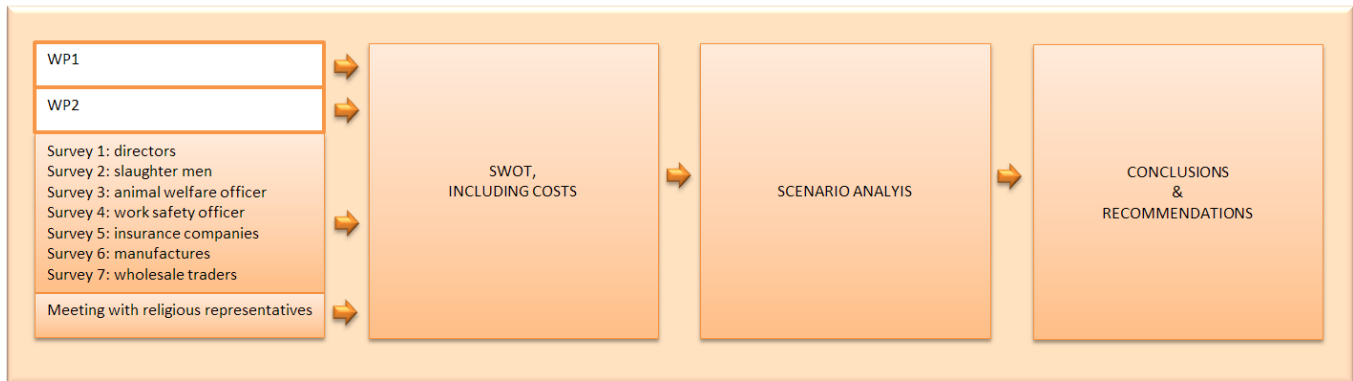 WP1
WP2
Survey 1: directors
Survey 2: slaughter men
Survey 3: animal welfare officer
Survey 4: work safety officer
Survey 5: insurance companies
Survey 6: manufactures
Survey 7: wholesale traders
Meeting with religious representatives
SWOT,
INCLUDING COSTS
SCENARIO ANALYIS
CONCLUSIONS
&
RECOMMENDATIONS